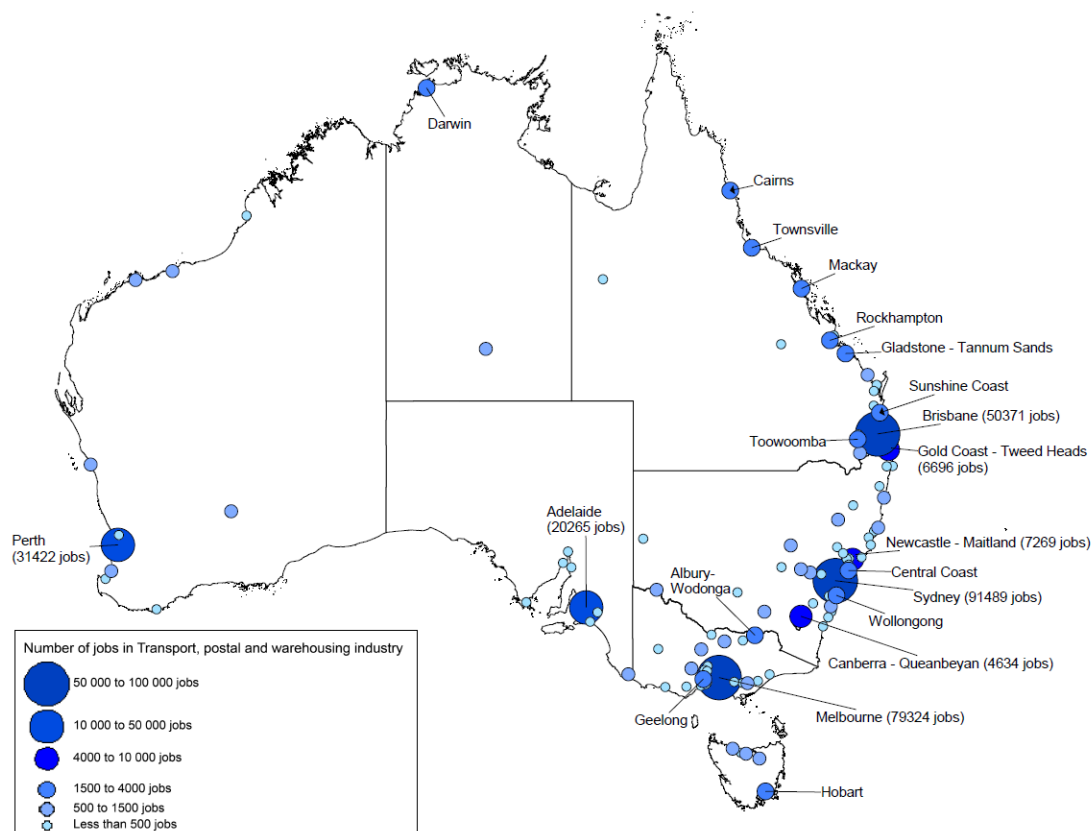 Darwin
Cairns
Townsville
Mackay
Rockhampton
Gladstone - Tannum Sands
Sunshine Coast
Brisbane (50371 jobs)
Toowoomba
Gold Coast - Tweed Heads
(6696 jobs)
Adelaide
(20265 jobs)
Perth
(31422 jobs)
Newcastle - Maitland (7269 jobs)
Central Coast
Albury-
Wodonga
Sydney (91489 jobs)
Wollongong
Canberra - Queanbeyan (4634 jobs)
Geelong
Melbourne (79324 jobs)
Hobart
Number of jobs in Transport, postal and warehousing industry
50 000 to 100 000 jobs
10 000 to 50 000 jobs
4000 to 10 000 jobs
1500 to 4000 jobs
500 to 1500 jobs
Less than 500 jobs